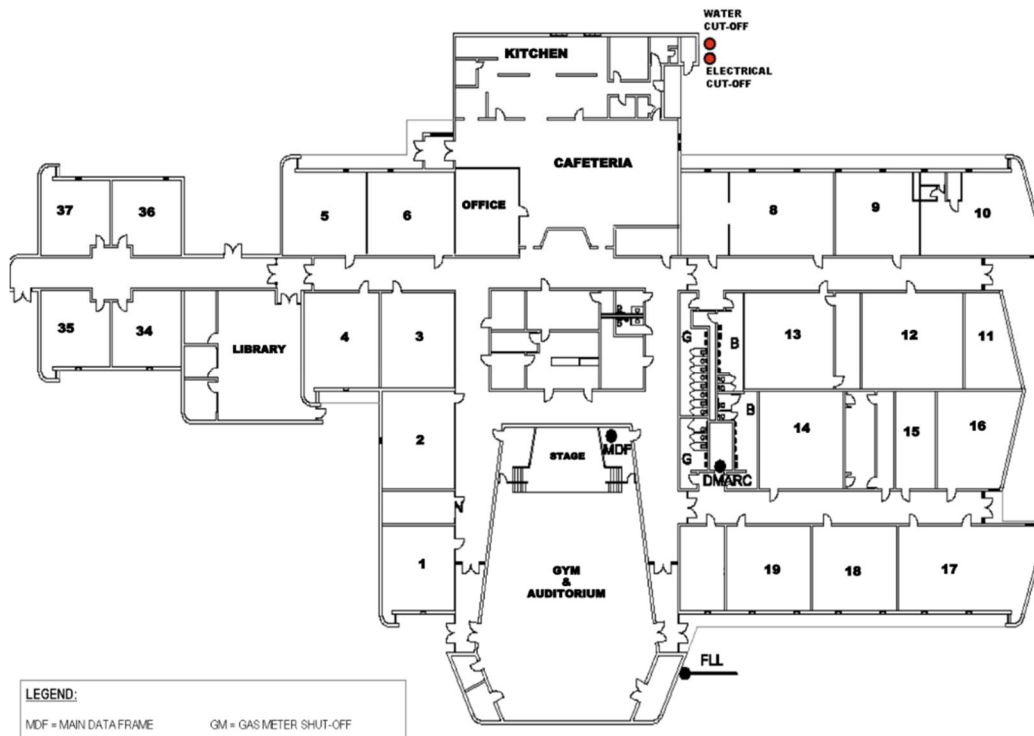 WATER
CUT-OFF
ELECTRICAL
CUT-OFF
KITCHEN
CAFETERIA
OFFICE
37
36
5
6
8
9
10
35
34
LIBRARY
4
3
G
B
13
12
11
2
STAGE
MDF
G
B
DMARC
14
15
16
1
GYM
&
AUDITORIUM
19
18
17
FLL
LEGEND:
MDF = MAIN DATA FRAME GM = GAS METER SHUT-OFF